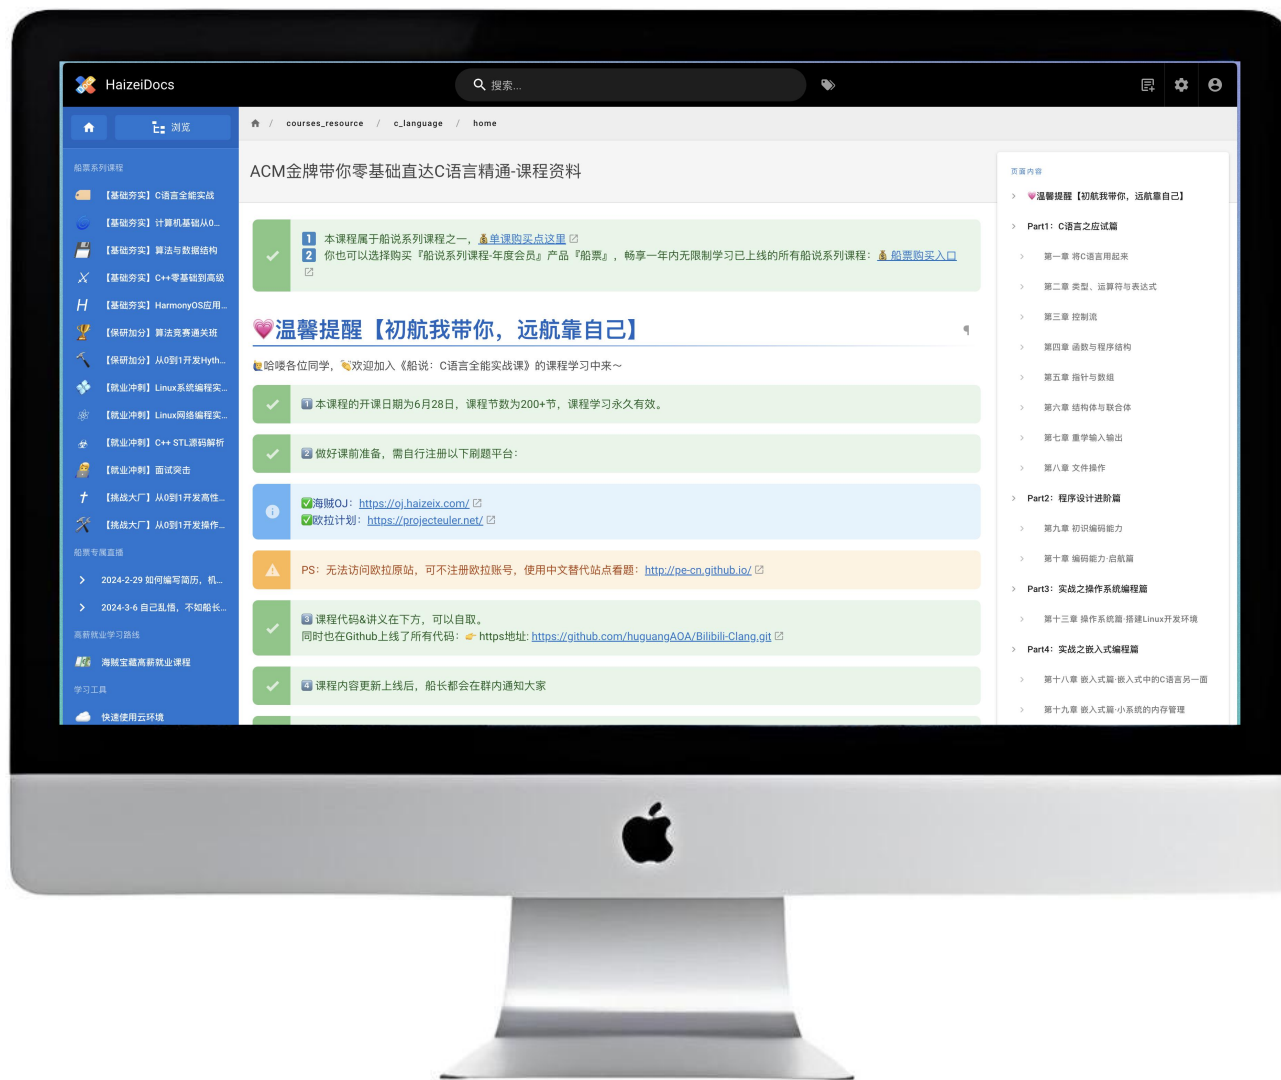 HaizeiDocs
搜索...
浏览
courses_resource / c_language / home
船票系列课程
【基础夯实】C语言全能实战
【基础夯实】计算机基础从0...
【基础夯实】算法与数据结构
【基础夯实】C++零基础到高级
【基础夯实】HarmonyOS应用...
【保研加分】算法竞赛通关班
【保研加分】从0到1开发Hyth...
【就业冲刺】Linux系统编程实...
【就业冲刺】Linux网络编程实...
【就业冲刺】C++ STL源码解析
【就业冲刺】面试突击
【挑战大厂】从0到1开发高性...
【挑战大厂】从0到1开发操作...
船票专属直播
2024-2-29 如何编写简历，机...
2024-3-6 自己乱悟，不如船长...
高薪就业学习路线
海贼宝藏高薪就业课程
学习工具
快速使用云环境
ACM金牌带你零基础直达C语言精通-课程资料
1 本课程属于船说系列课程之一，💰单课购买点这里
2 你也可以选择购买『船说系列课程-年度会员』产品『船票』，畅享一年内无限制学习已上线的所有船说系列课程：💰船票购买入口
💗温馨提醒【初航我带你，远航靠自己】
🙋哈喽各位同学，👏欢迎加入《船说：C语言全能实战课》的课程学习中来～
1️⃣本课程的开课日期为6月28日，课程节数为200+节，课程学习永久有效。
2️⃣做好课前准备，需自行注册以下刷题平台：
✅海贼OJ：https://oj.haizeix.com/
✅欧拉计划：https://projecteuler.net/
PS：无法访问欧拉原站，可不注册欧拉账号，使用中文替代站点看题：http://pe-cn.github.io/
3️⃣课程代码&讲义在下方，可以自取。
同时也在Github上线了所有代码：👉https地址: https://github.com/huguangAOA/Bilibili-Clang.git
4️⃣课程内容更新上线后，船长都会在群内通知大家
页面内容
💗温馨提醒【初航我带你，远航靠自己】
Part1：C语言之应试篇
第一章 将C语言用起来
第二章 类型、运算符与表达式
第三章 控制流
第四章 函数与程序结构
第五章 指针与数组
第六章 结构体与联合体
第七章 重学输入输出
第八章 文件操作
Part2：程序设计进阶篇
第九章 初识编码能力
第十章 编码能力·启航篇
Part3：实战之操作系统编程篇
第十三章 操作系统篇·搭建Linux开发环境
Part4：实战之嵌入式编程篇
第十八章 嵌入式篇·嵌入式中的C语言另一面
第十九章 嵌入式篇·小系统的内存管理